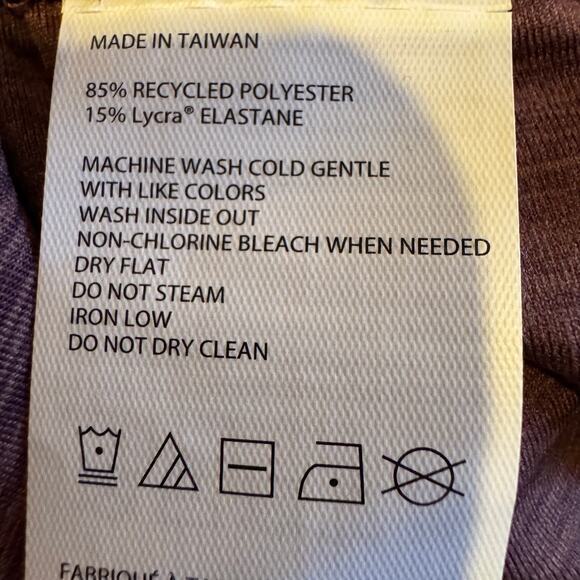 MADE IN TAIWAN
85% RECYCLED POLYESTER
15% Lycra® ELASTANE
MACHINE WASH COLD GENTLE
WITH LIKE COLORS
WASH INSIDE OUT
NON-CHLORINE BLEACH WHEN NEEDED
DRY FLAT
DO NOT STEAM
IRON LOW
DO NOT DRY CLEAN
FABRIQUÉ À